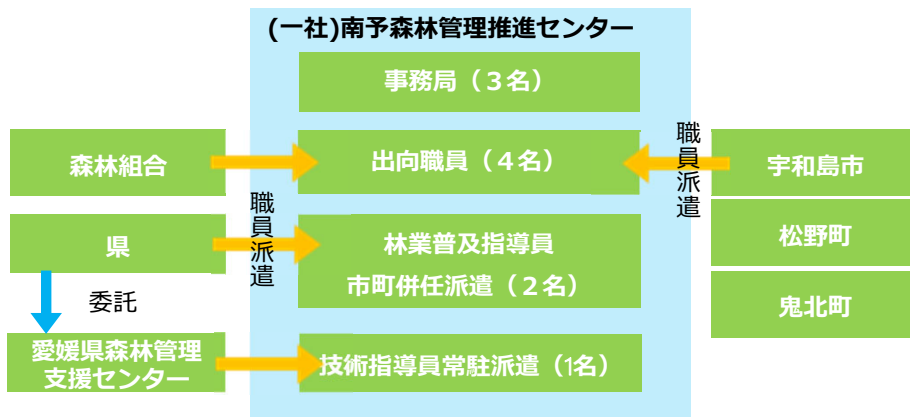 (一社)南予森林管理推進センター
事務局（３名）
森林組合
出向職員（４名）
職員派遣
宇和島市
県
職員派遣
林業普及指導員
市町併任派遣（２名）
松野町
委託
鬼北町
愛媛県森林管理
支援センター
技術指導員常駐派遣（1名）